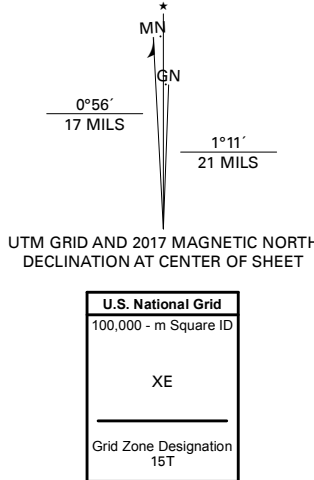 ★
MN
GN
0°56´
17 MILS
1°11´
21 MILS
UTM GRID AND 2017 MAGNETIC NORTH
DECLINATION AT CENTER OF SHEET
U.S. National Grid
100,000 - m Square ID
XE
Grid Zone Designation
15T